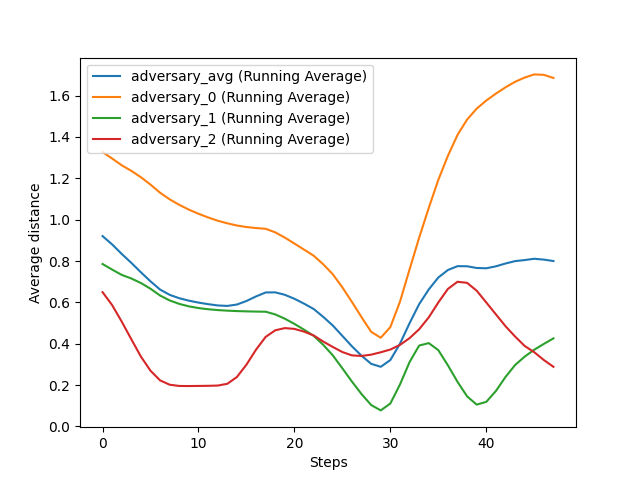 adversary_avg (Running Average)
adversary_0 (Running Average)
adversary_1 (Running Average)
adversary_2 (Running Average)
Average distance
1.6
1.4
1.2
1.0
0.8
0.6
0.4
0.2
0.0
0 10 20 30 40
Steps